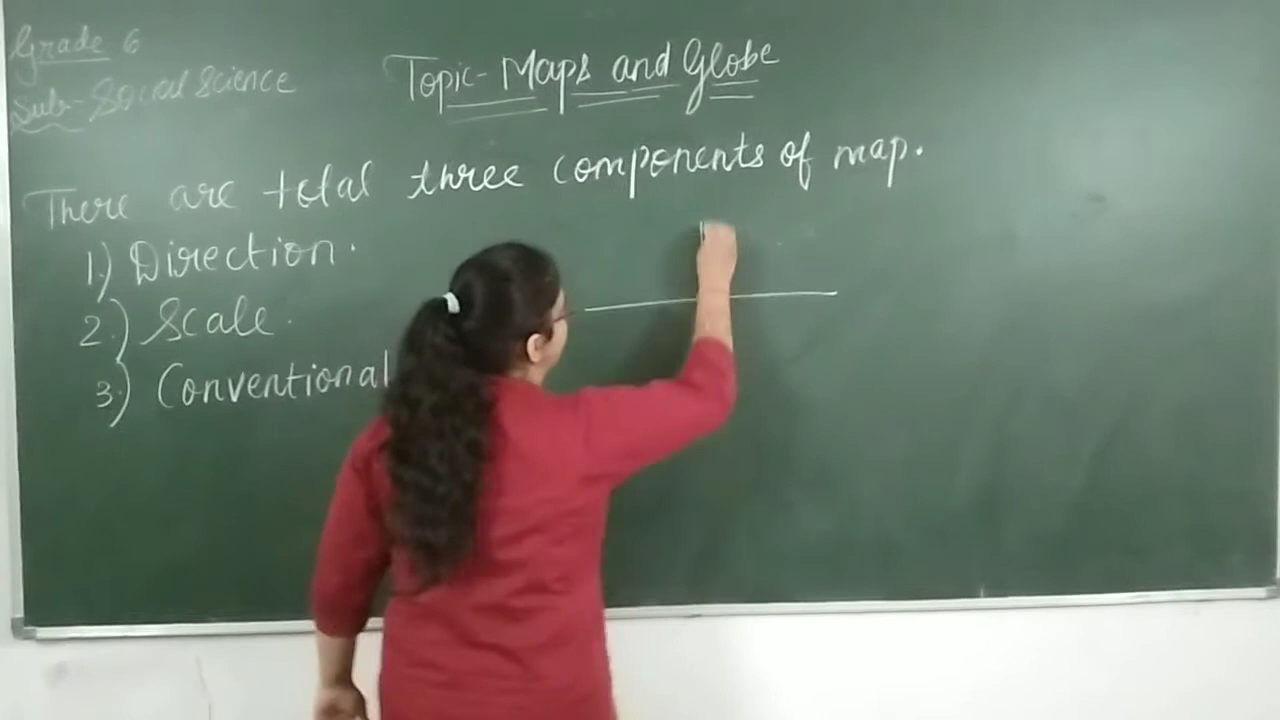 Grade 6
Sub- Social Science
Topic- Maps and Globe
There are total three components of map.
1.) Direction.
2.) Scale.
3.) Conventional